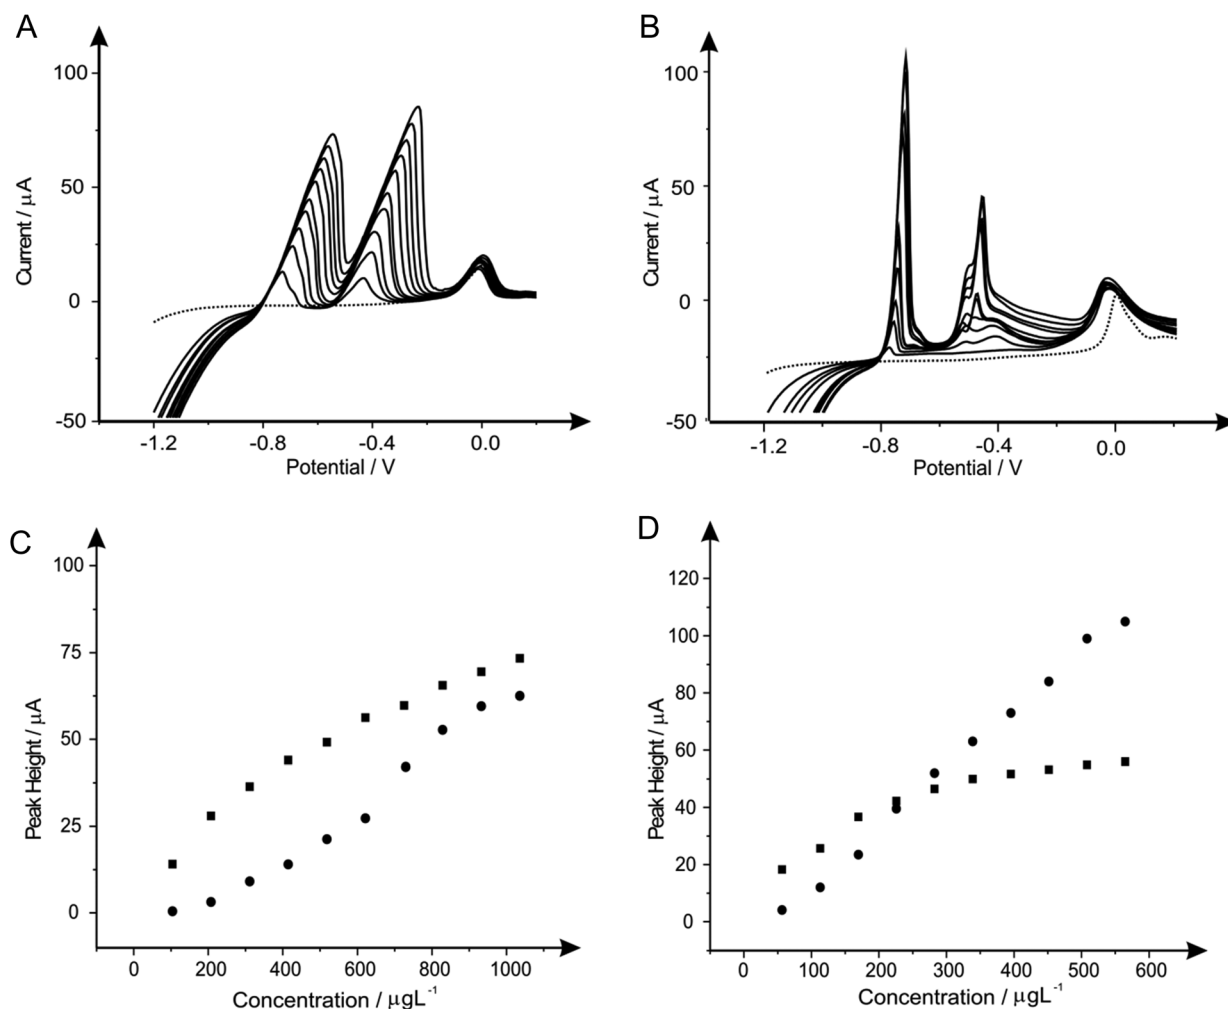 A
100
50
0
-50
Current / μA
-1.2 -0.8 -0.4 0.0
Potential / V
B
100
50
0
-50
Current / μA
-1.2 -0.8 -0.4 0.0
Potential / V
C
100
75
50
25
0
Peak Height / μA
0 200 400 600 800 1000
Concentration / μgL⁻¹
D
120
100
80
60
40
20
0
Peak Height / μA
0 100 200 300 400 500 600
Concentration / μgL⁻¹